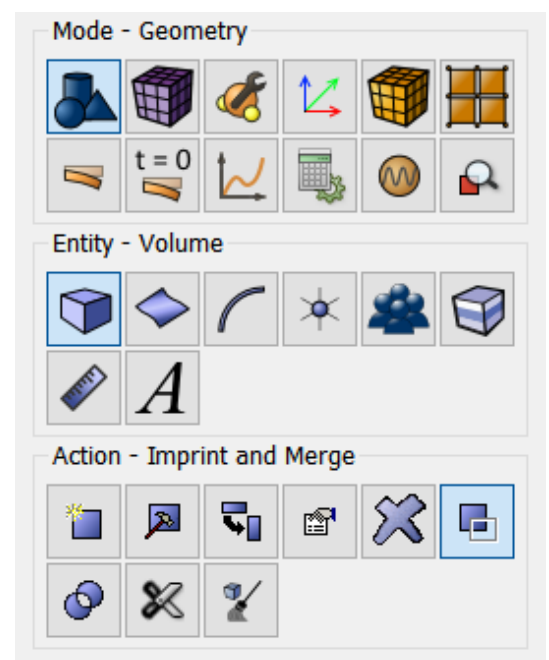 Mode - Geometry
t = 0
Entity - Volume
A
Action - Imprint and Merge